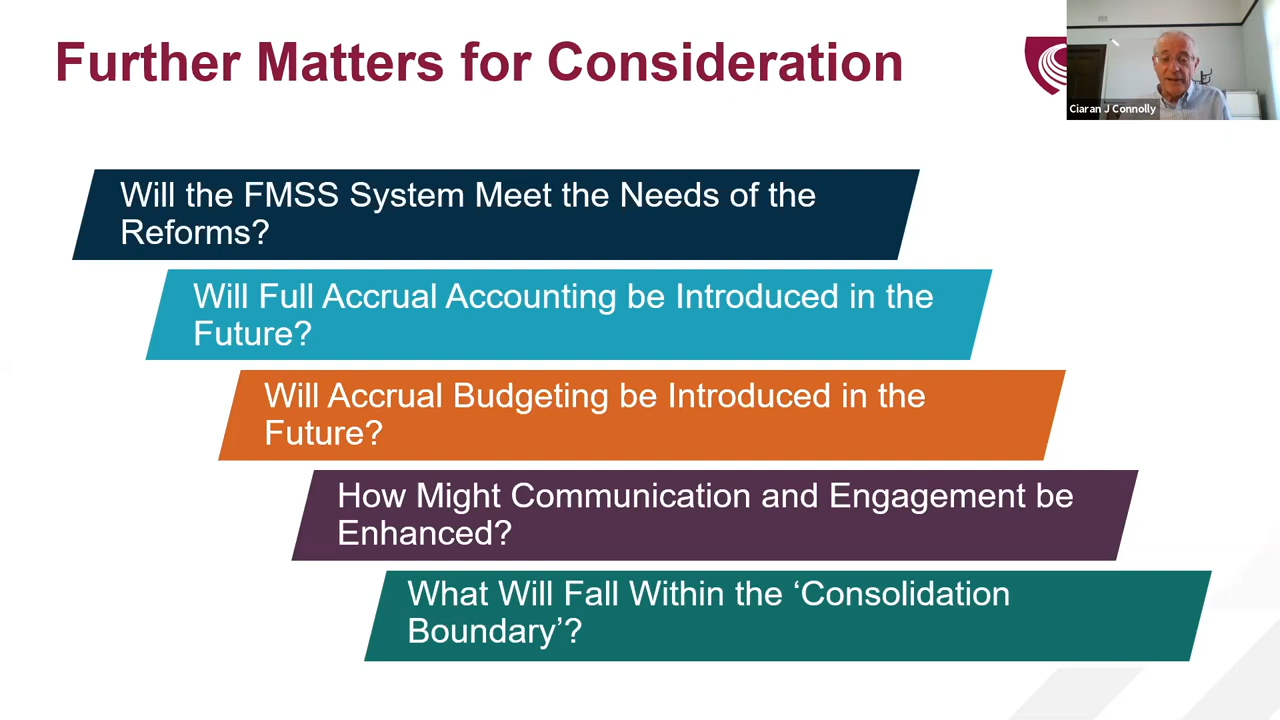 Further Matters for Consideration
Ciaran J Connolly
Will the FMSS System Meet the Needs of the
Reforms?
Will Full Accrual Accounting be Introduced in the
Future?
Will Accrual Budgeting be Introduced in the
Future?
How Might Communication and Engagement be
Enhanced?
What Will Fall Within the ‘Consolidation
Boundary’?